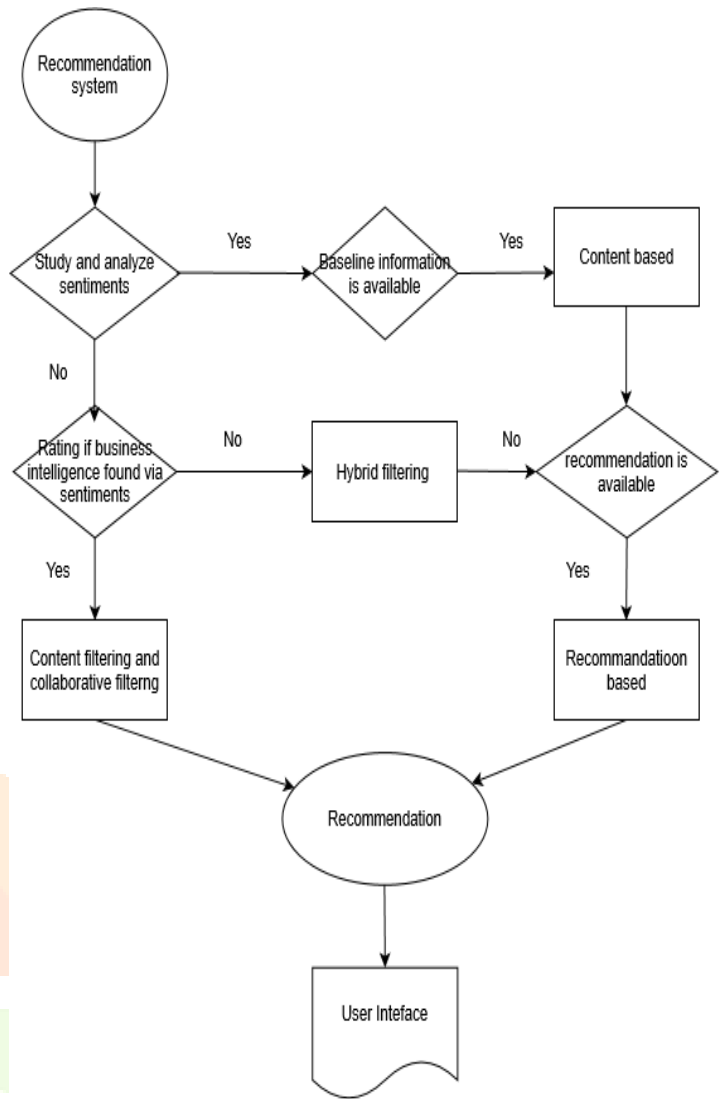 Recommendation
system
Study and analyze
sentiments
Yes
Baseline information
is available
Yes
Content based
No
Rating if business
intelligence found via
sentiments
No
Hybrid filtering
No
recommendation is
available
Yes
Content filtering and
collaborative filterng
Yes
Recommandatioon
based
Recommendation
User Inteface